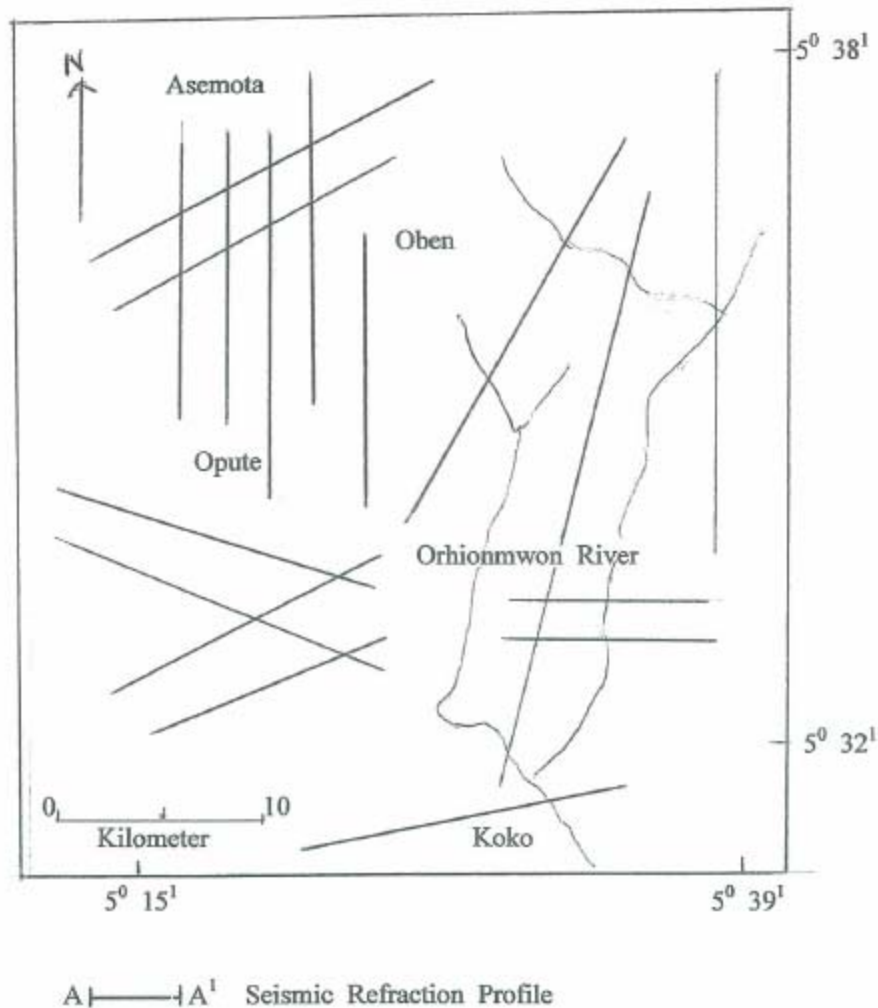 5⁰ 38¹
N
Asemota
Oben
Opute
Orhionmwon River
5⁰ 32¹
0 10
Kilometer
Koko
5⁰ 15¹
5⁰ 39¹
A A¹ Seismic Refraction Profile